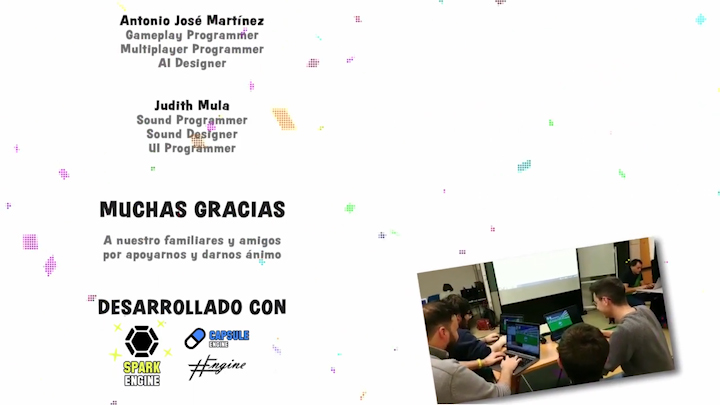 Antonio José Martínez
Gameplay Programmer
Multiplayer Programmer
AI Designer
Judith Mula
Sound Programmer
Sound Designer
UI Programmer
MUCHAS GRACIAS
A nuestro familiares y amigos
por apoyarnos y darnos ánimo
DESARROLLADO CON
SPARK
ENGINE
CAPSULE
ENGINE
#Engine